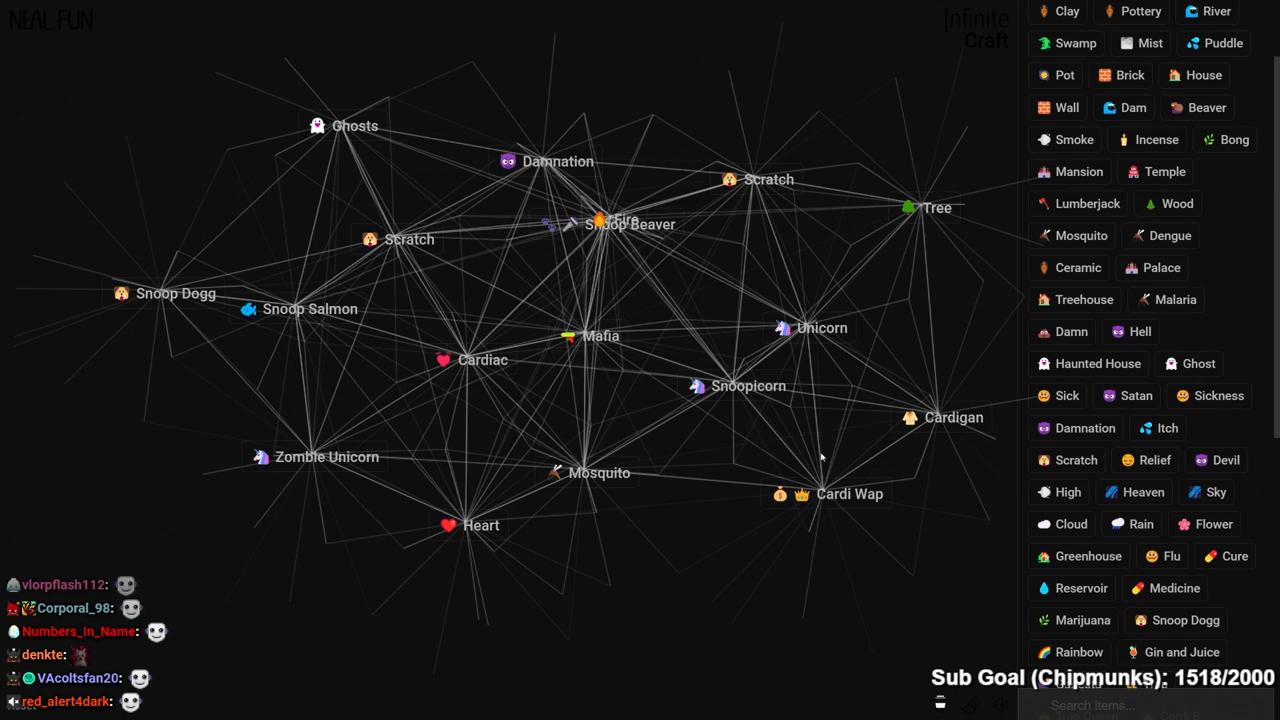 NEAL.FUN
Infinite
Craft
Ghosts
Damnation
Scratch
Tree
Fire
Snoop Beaver
Scratch
Snoop Dogg
Snoop Salmon
Mafia
Unicorn
Cardiac
Snoopicorn
Cardigan
Zombie Unicorn
Mosquito
Cardi Wap
Heart
Clay Pottery River
Swamp Mist Puddle
Pot Brick House
Wall Dam Beaver
Smoke Incense Bong
Mansion Temple
Lumberjack Wood
Mosquito Dengue
Ceramic Palace
Treehouse Malaria
Damn Hell
Haunted House Ghost
Sick Satan Sickness
Damnation Itch
Scratch Relief Devil
High Heaven Sky
Cloud Rain Flower
Greenhouse Flu Cure
Reservoir Medicine
Marijuana Snoop Dogg
Rainbow Gin and Juice
Search items...
Sub Goal (Chipmunks): 1518/2000
vlorpflash112:
Corporal_98:
Numbers_In_Name:
denkte:
VAcoltsfan20:
red_alert4dark: